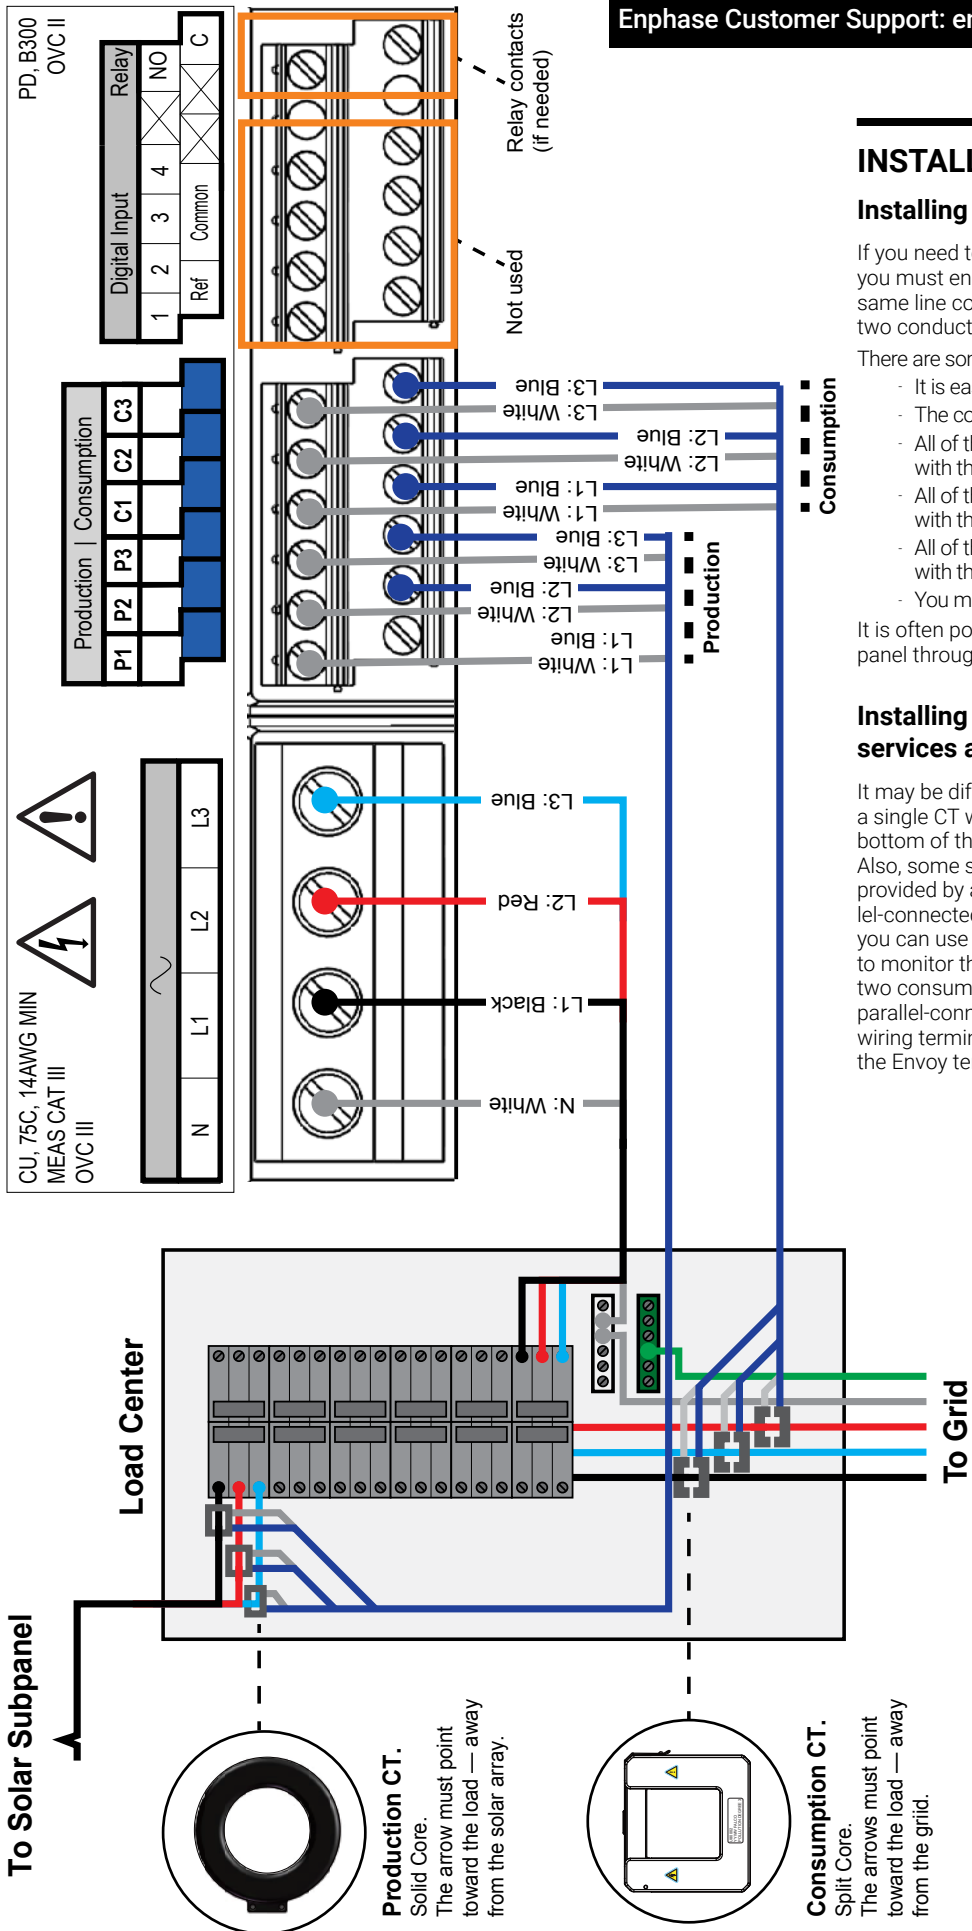 Enphase Customer Support: en
PD, B300
OVC II
Digital Input
Relay
1
2
3
4
NO
Ref
Common
C
Relay contacts
(if needed)
Not used
Production | Consumption
P1
P2
P3
C1
C2
C3
CU, 75C, 14AWG MIN
MEAS CAT III
OVC III
N
L1
L2
L3
N: White
L1: Black
L2: Red
L3: Blue
L1: White
L1: Blue
L2: White
L2: Blue
L3: White
L3: Blue
L1: White
L1: Blue
L2: White
L2: Blue
L3: White
L3: Blue
Production
Consumption
Load Center
To Solar Subpanel
To Grid
Production CT.
Solid Core.
The arrow must point
toward the load — away
from the solar array.
Consumption CT.
Split Core.
The arrows must point
toward the load — away
from the griid.
INSTALL
Installing
If you need to
you must en
same line co
two conduct
There are son
- It is ea
- The co
- All of th
with th
- All of th
with th
- All of th
with th
- You m
It is often po
panel throug
Installing
services a
It may be dif
a single CT w
bottom of th
Also, some s
provided by a
lel-connected
you can use
to monitor th
two consum
parallel-conn
wiring termin
the Envoy te